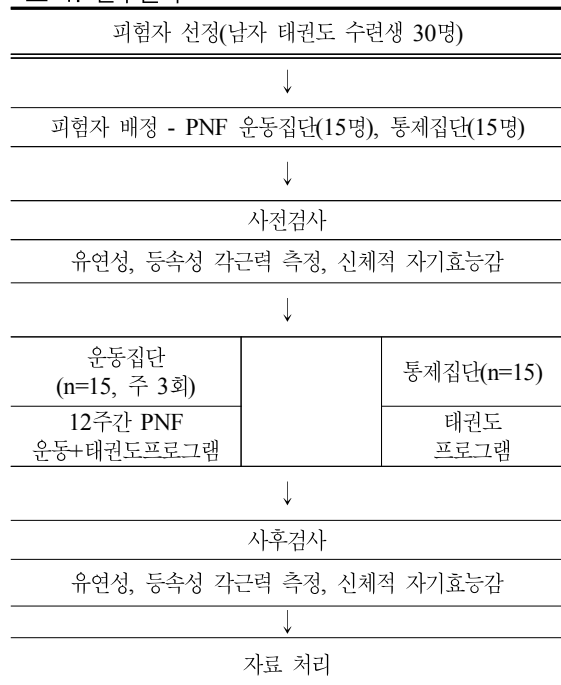 피험자 선정(남자 태권도 수련생 30명)
↓
피험자 배정 - PNF 운동집단(15명), 통제집단(15명)
↓
사전검사
유연성, 등속성 각근력 측정, 신체적 자기효능감
↓
운동집단
(n=15, 주 3회)
통제집단(n=15)
12주간 PNF
운동+태권도프로그램
태권도
프로그램
↓
사후검사
유연성, 등속성 각근력 측정, 신체적 자기효능감
↓
자료 처리